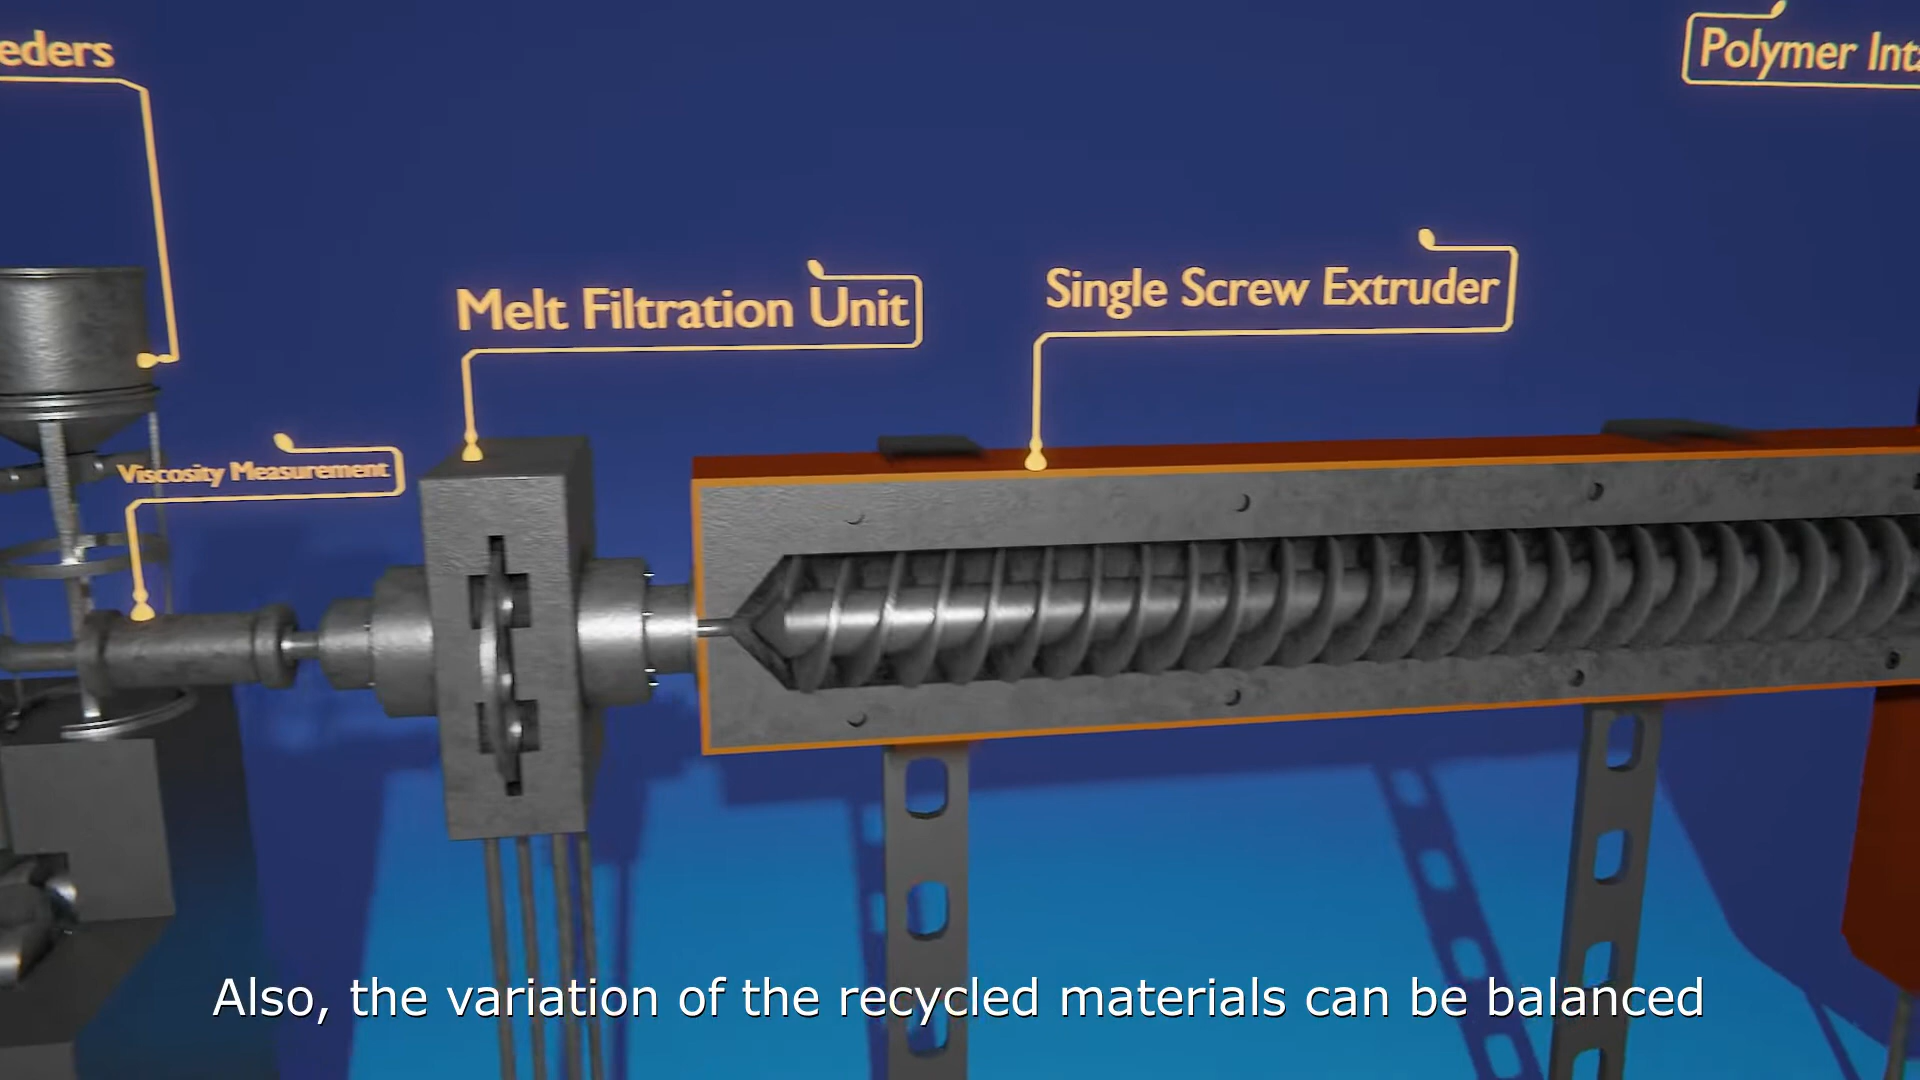 eders
Polymer
Melt Filtration Unit
Single Screw Extruder
Viscosity Measurement
Also, the variation of the recycled materials can be balanced